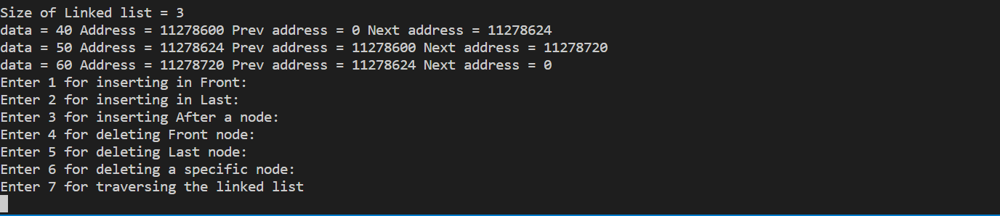 Size of Linked list = 3
data = 40 Address = 11278600 Prev address = 0 Next address = 11278624
data = 50 Address = 11278624 Prev address = 11278600 Next address = 11278720
data = 60 Address = 11278720 Prev address = 11278624 Next address = 0
Enter 1 for inserting in Front:
Enter 2 for inserting in Last:
Enter 3 for inserting After a node:
Enter 4 for deleting Front node:
Enter 5 for deleting Last node:
Enter 6 for deleting a specific node:
Enter 7 for traversing the linked list